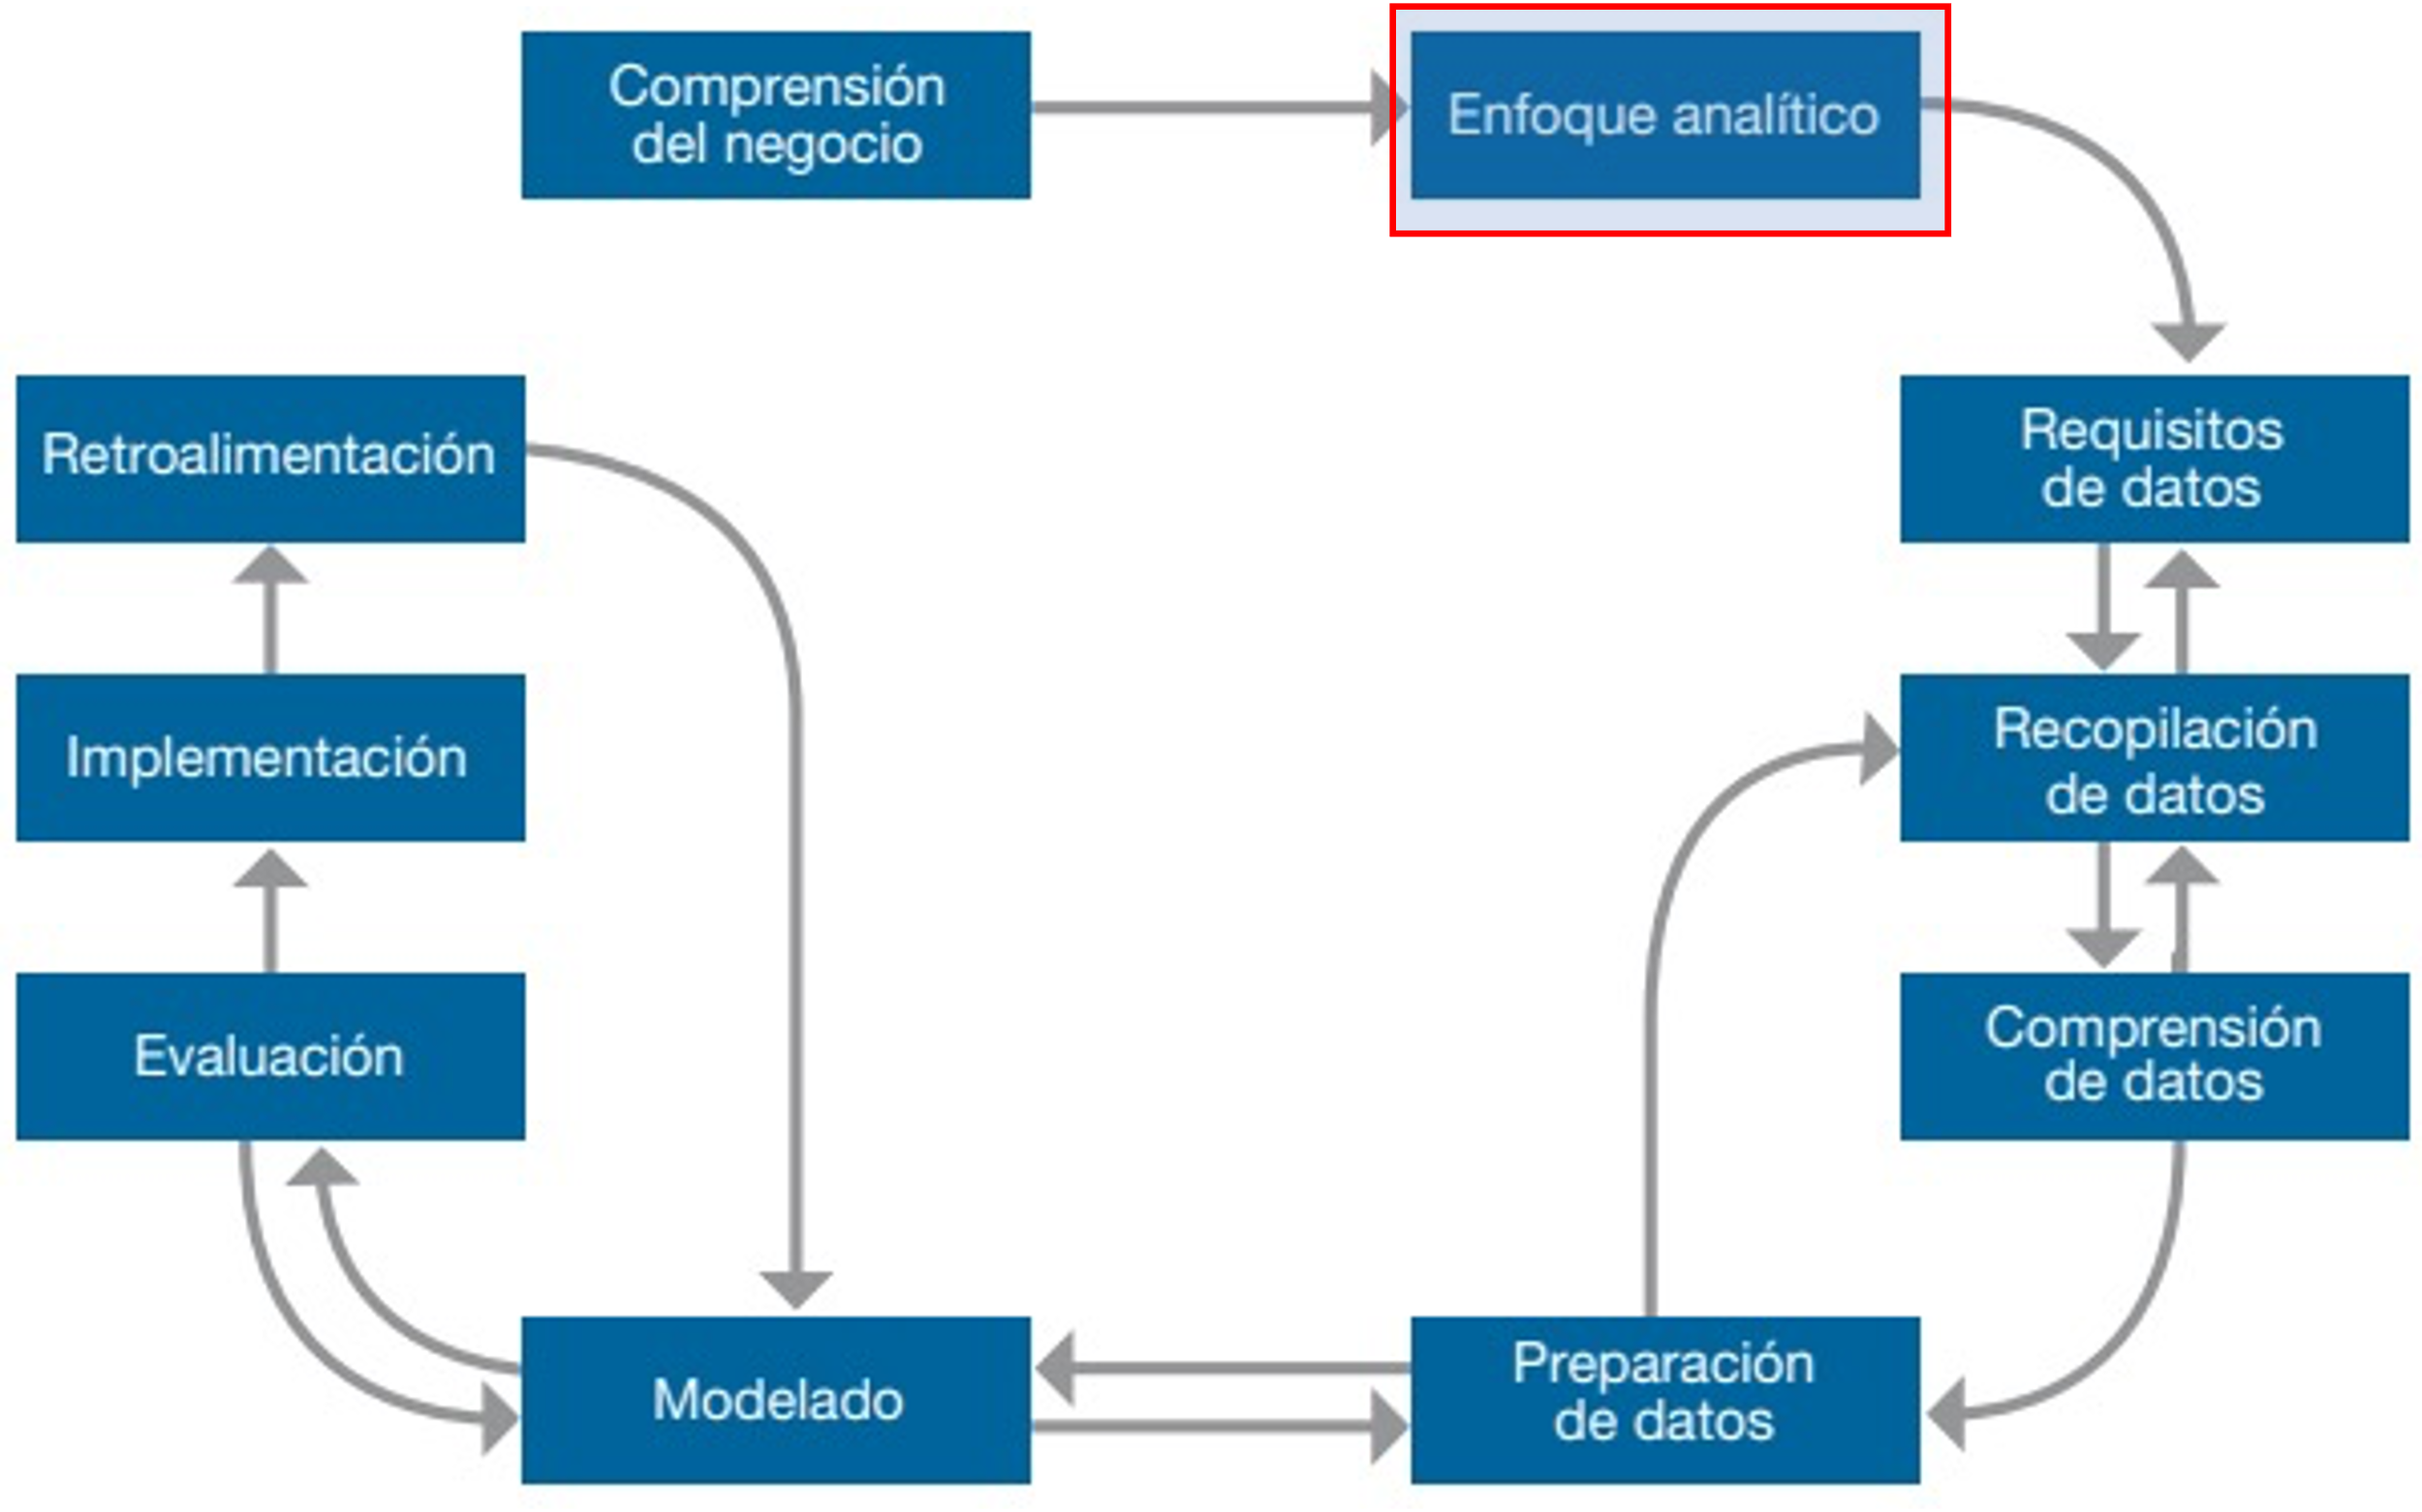 Comprensión
del negocio
Enfoque analítico
Retroalimentación
Requisitos
de datos
Implementación
Recopilación
de datos
Evaluación
Comprensión
de datos
Modelado
Preparación
de datos